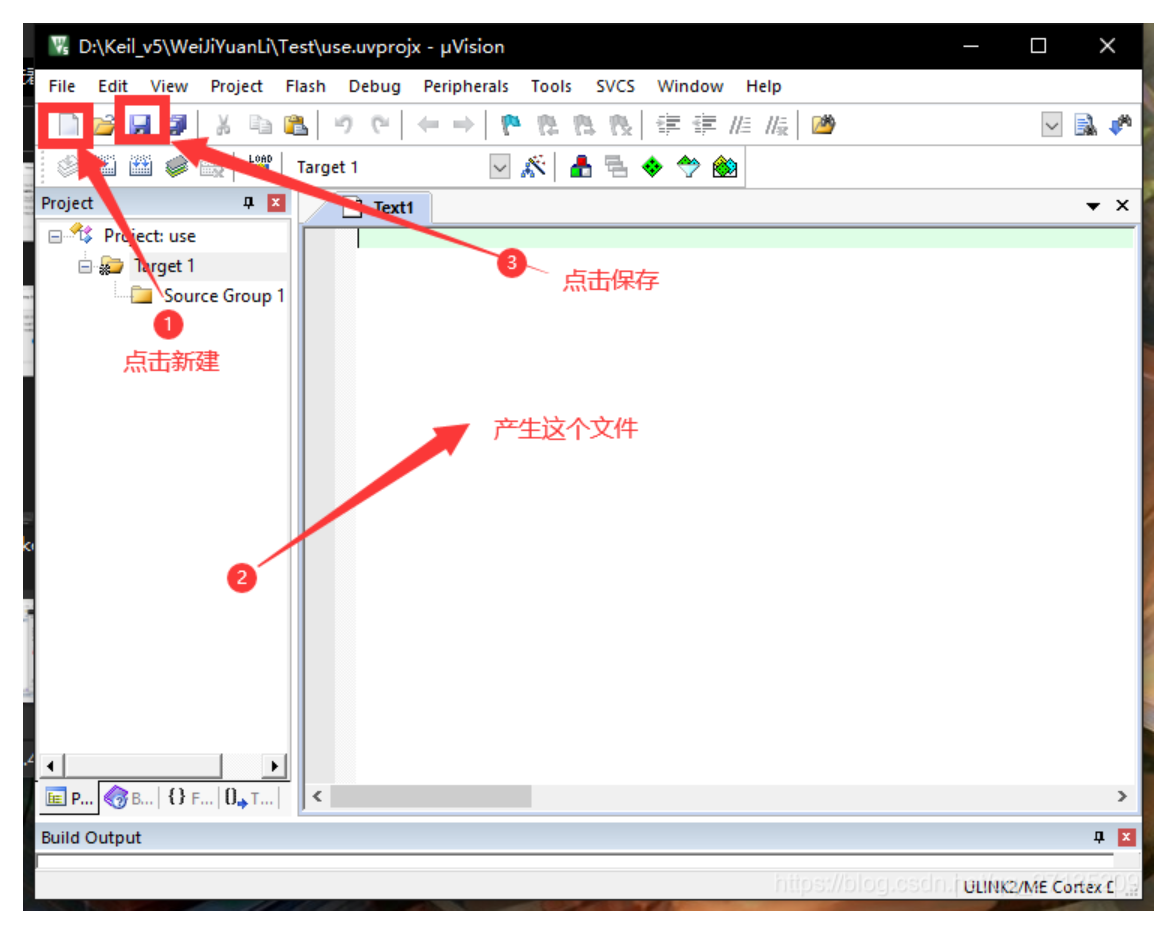 D:\Keil_v5\WeiJiYuanLi\Test\use.uvprojx - µVision
File Edit View Project Flash Debug Peripherals Tools SVCS Window Help
LOAD
Target 1
Project
Text1
Project: use
Target 1
Source Group 1
3
点击保存
1
点击新建
产生这个文件
2
P... B... {} F... 0 T...
Build Output
https://blog.csdn.
ULINK2/ME Cortex D